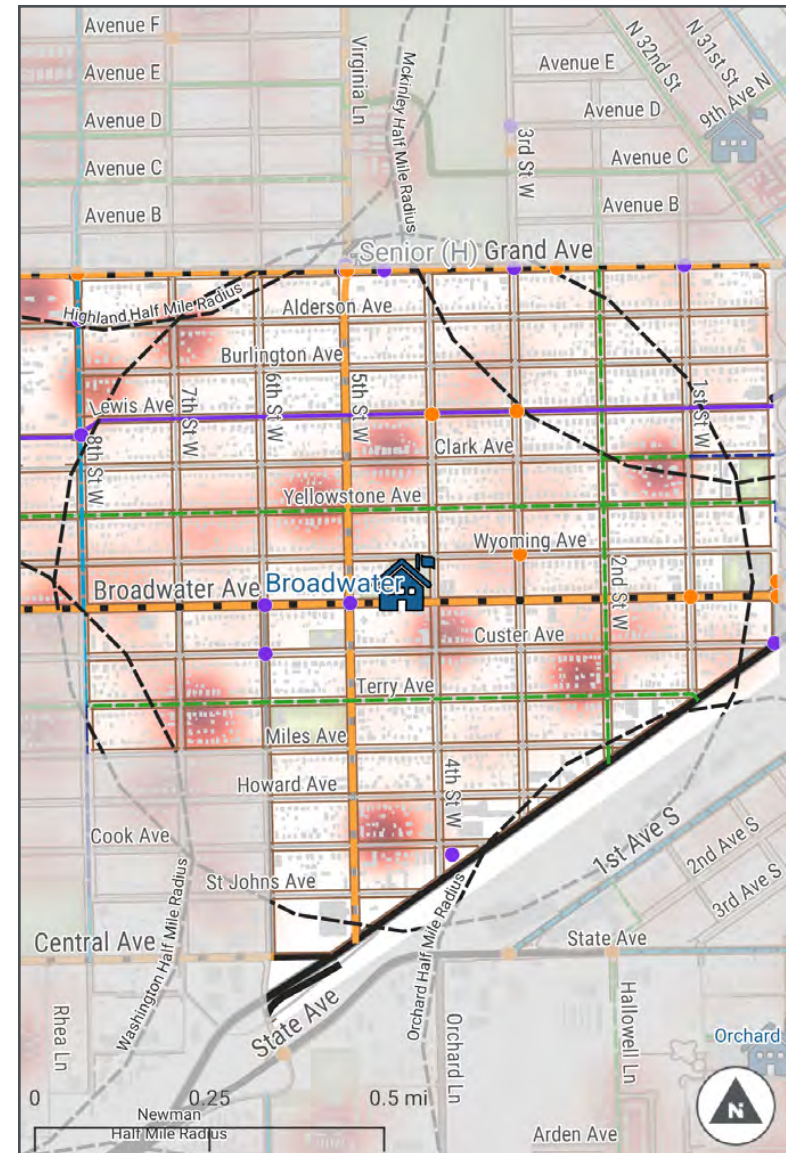 Avenue F
Avenue E
Avenue D
Avenue C
Avenue B
Virginia Ln
Mckinley Half Mile Radius
3rd St W
Avenue E
Avenue D
Avenue C
Avenue B
N 32nd St
N 31st St
9th Ave N
Senior (H)
Grand Ave
Highland Half Mile Radius
Alderson Ave
Burlington Ave
Lewis Ave
8th St W
7th St W
6th St W
5th St W
1st St W
Clark Ave
Yellowstone Ave
Wyoming Ave
2nd St W
Broadwater Ave
Broadwater
Custer Ave
Terry Ave
Miles Ave
Howard Ave
4th St W
Cook Ave
St Johns Ave
1st Ave S
2nd Ave S
3rd Ave S
Central Ave
State Ave
Washington Half Mile Radius
Orchard Half Mile Radius
State Ave
Rhea Ln
Orchard Ln
Hallowell Ln
Orchard
0
0.25
0.5 mi
Newman
Half Mile Radius
Arden Ave
N